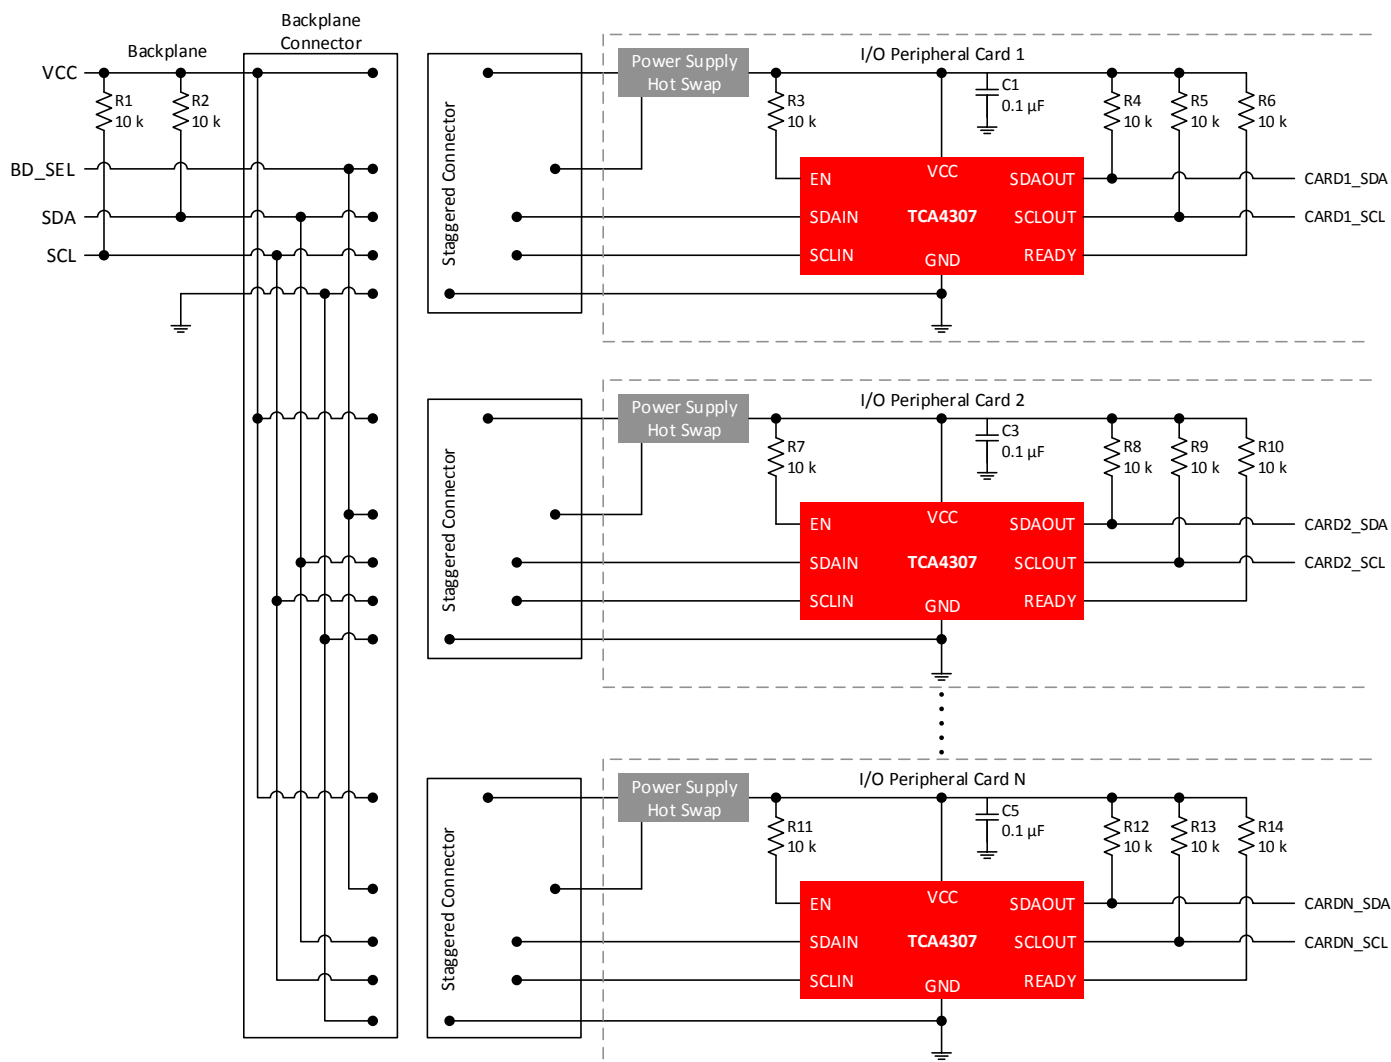 Backplane
Connector
Backplane
VCC
R1
10 k
R2
10 k
BD_SEL
SDA
SCL
Staggered Connector
I/O Peripheral Card 1
Power Supply
Hot Swap
R3
10 k
C1
0.1 µF
R4
10 k
R5
10 k
R6
10 k
EN
VCC
SDAOUT
CARD1_SDA
SDAIN
TCA4307
SCLOUT
CARD1_SCL
SCLIN
GND
READY
Staggered Connector
I/O Peripheral Card 2
Power Supply
Hot Swap
R7
10 k
C3
0.1 µF
R8
10 k
R9
10 k
R10
10 k
EN
VCC
SDAOUT
CARD2_SDA
SDAIN
TCA4307
SCLOUT
CARD2_SCL
SCLIN
GND
READY
Staggered Connector
I/O Peripheral Card N
Power Supply
Hot Swap
R11
10 k
C5
0.1 µF
R12
10 k
R13
10 k
R14
10 k
EN
VCC
SDAOUT
CARDN_SDA
SDAIN
TCA4307
SCLOUT
CARDN_SCL
SCLIN
GND
READY